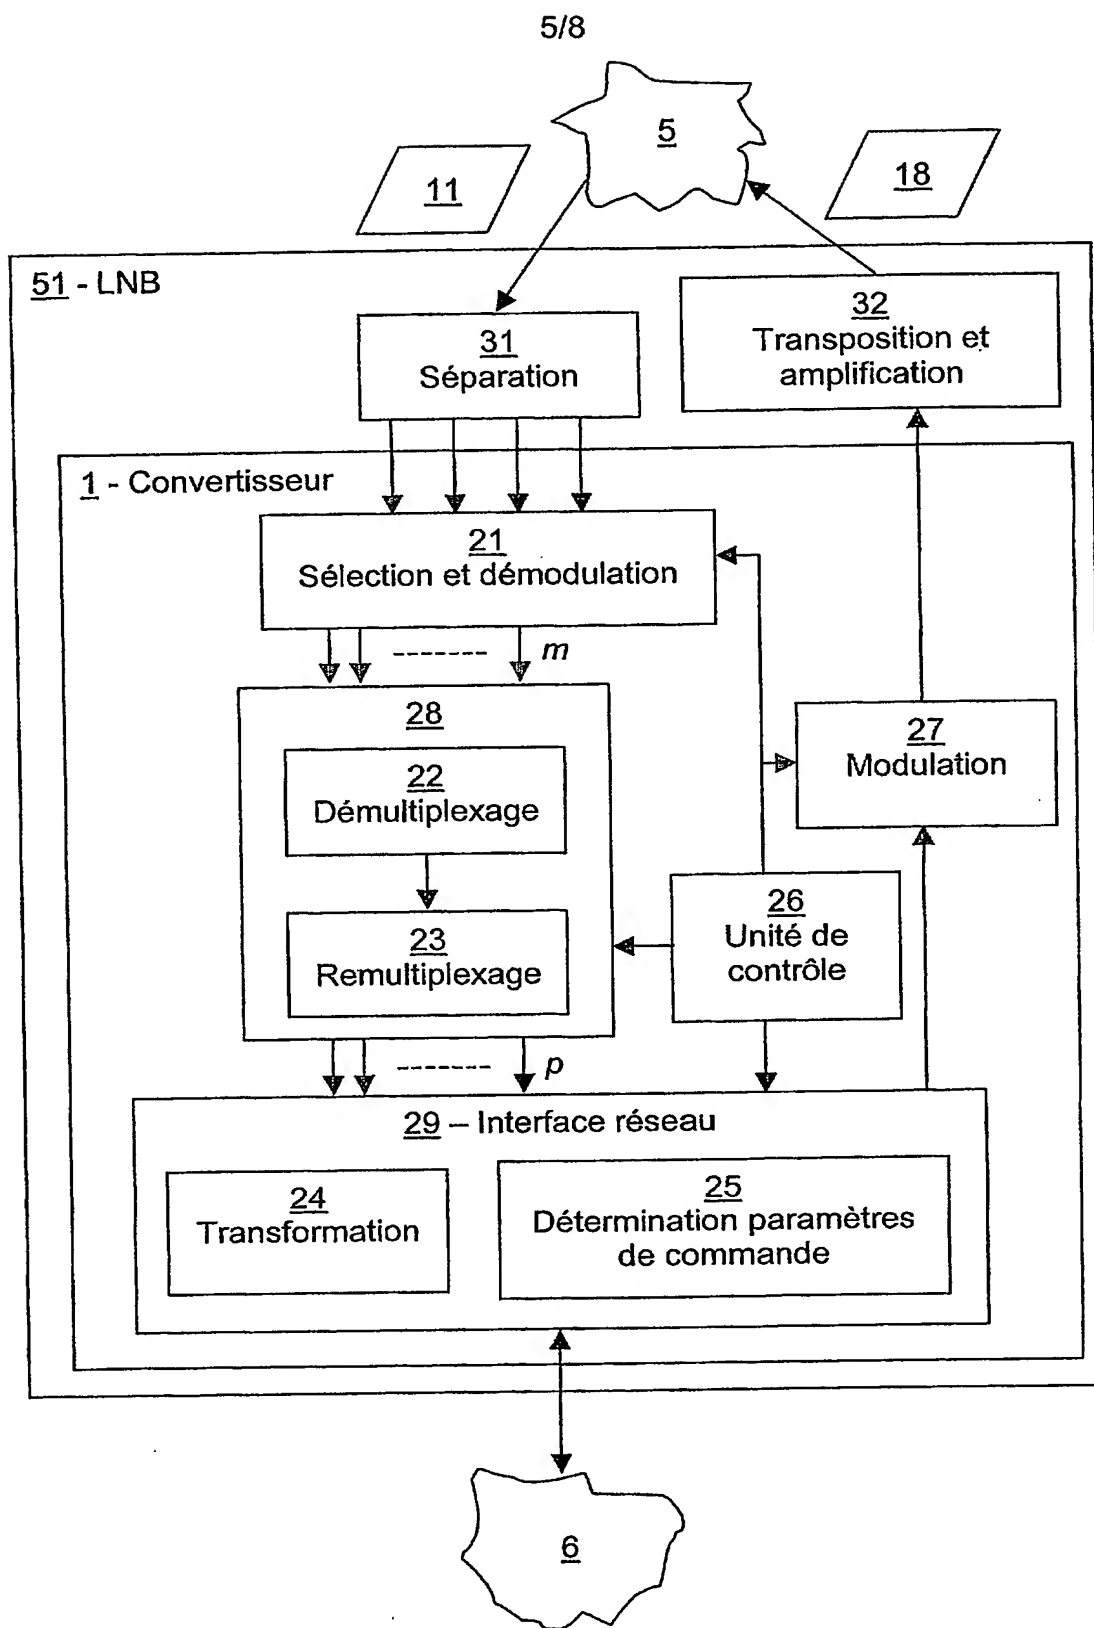 5/8
5
11
18
51 - LNB
32
Transposition et
amplification
31
Séparation
1 - Convertisseur
21
Sélection et démodulation
m
28
22
Démultiplexage
27
Modulation
26
Unité de
contrôle
23
Remultiplexage
p
29 – Interface réseau
24
Transformation
25
Détermination paramètres
de commande
6